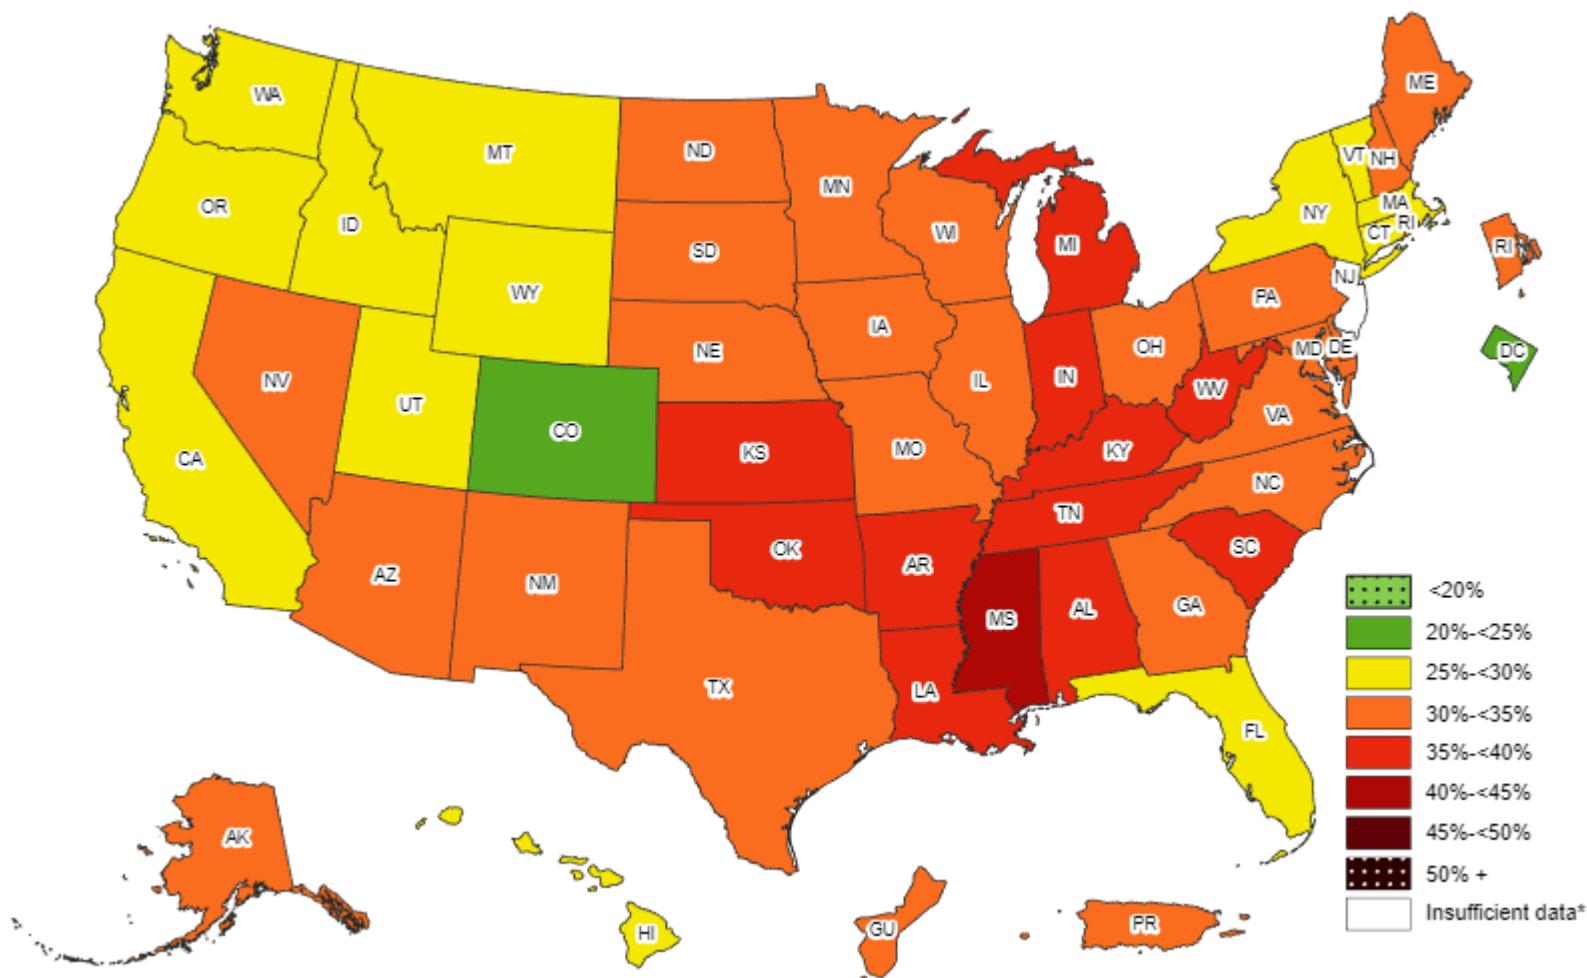 WA
MT
ND
MN
ME
VT
NH
OR
ID
SD
WI
MI
NY
MA
RI
CT
WY
IA
NE
NJ
PA
RI
NV
UT
CO
IL
IN
OH
MD
DE
DC
CA
KS
MO
WV
VA
KY
NC
AZ
NM
OK
AR
TN
SC
MS
AL
GA
TX
LA
FL
AK
HI
GU
PR
<20%
20%-<25%
25%-<30%
30%-<35%
35%-<40%
40%-<45%
45%-<50%
50% +
Insufficient data*